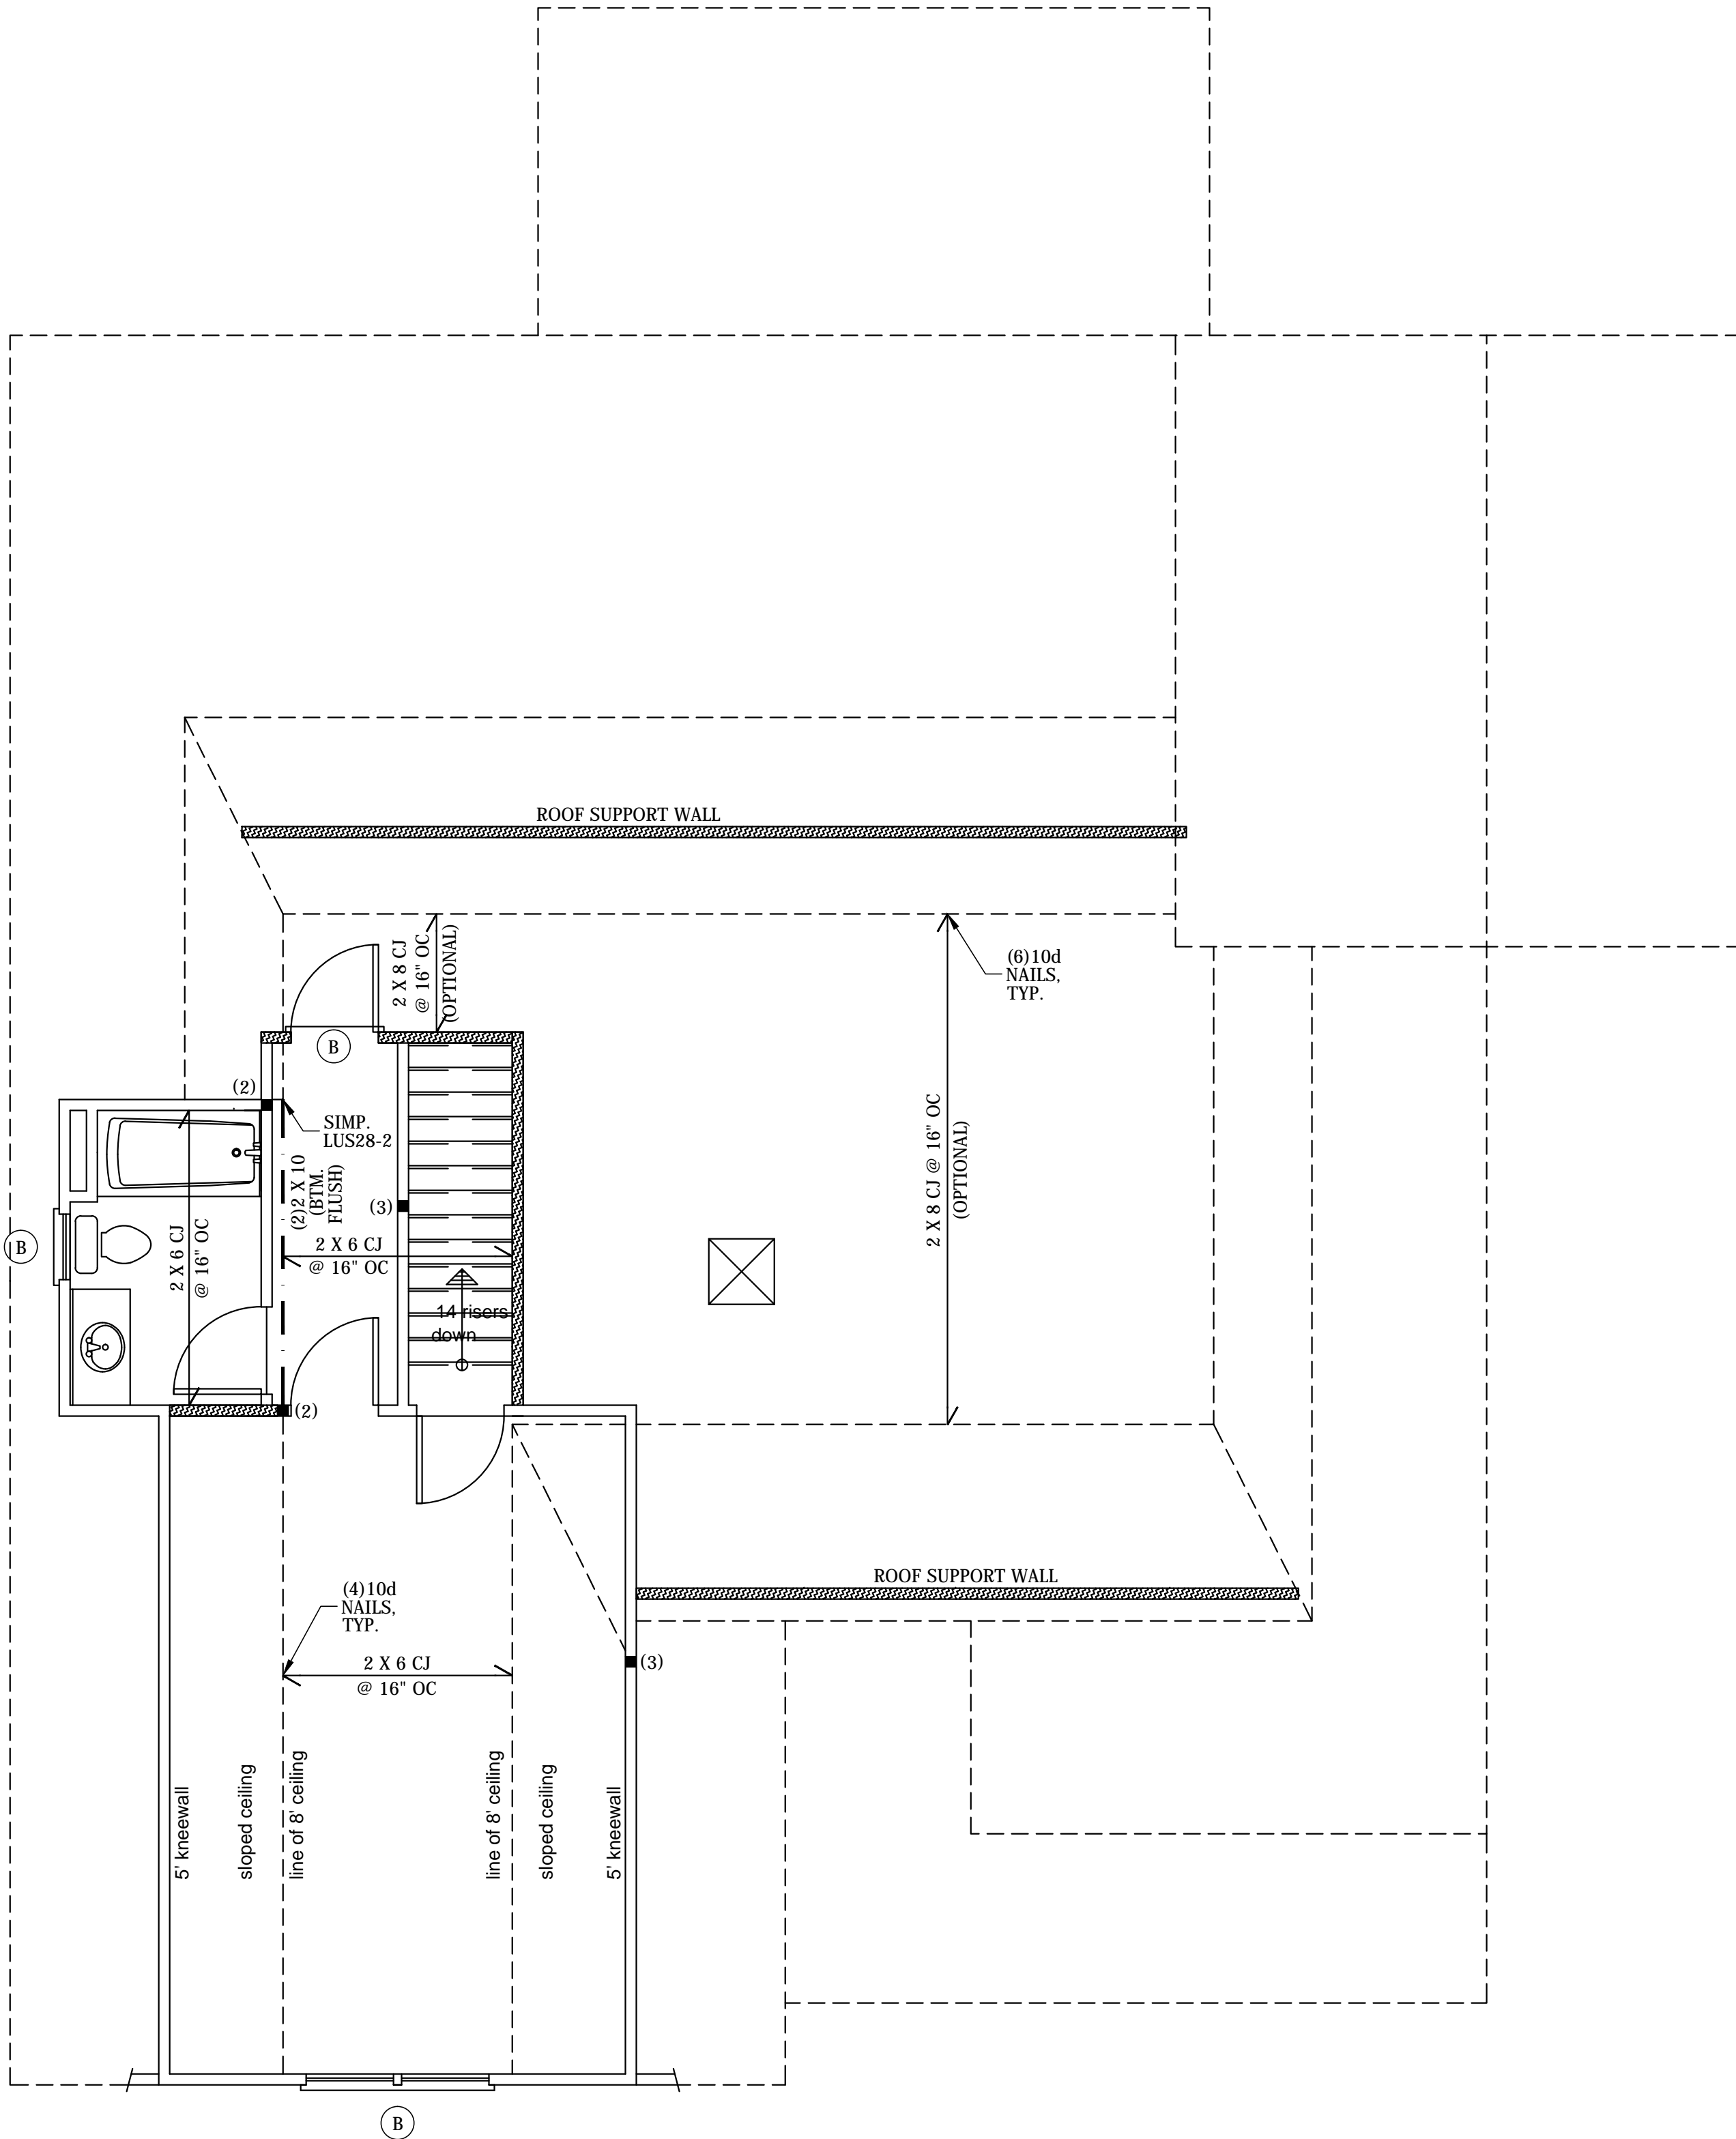 ROOF SUPPORT WALL
2 X 8 CJ
@ 16" OC
(OPTIONAL)
(6)10d
NAILS,
TYP.
B
(2)
SIMP.
LUS28-2
(2)2 X 10
(BTM.
FLUSH)
(3)
2 X 8 CJ @ 16" OC
(OPTIONAL)
B
2 X 6 CJ
@ 16" OC
2 X 6 CJ
@ 16" OC
14 risers
down
(2)
ROOF SUPPORT WALL
(4)10d
NAILS,
TYP.
2 X 6 CJ
@ 16" OC
(3)
5' kneewall
sloped ceiling
line of 8' ceiling
line of 8' ceiling
sloped ceiling
5' kneewall
B